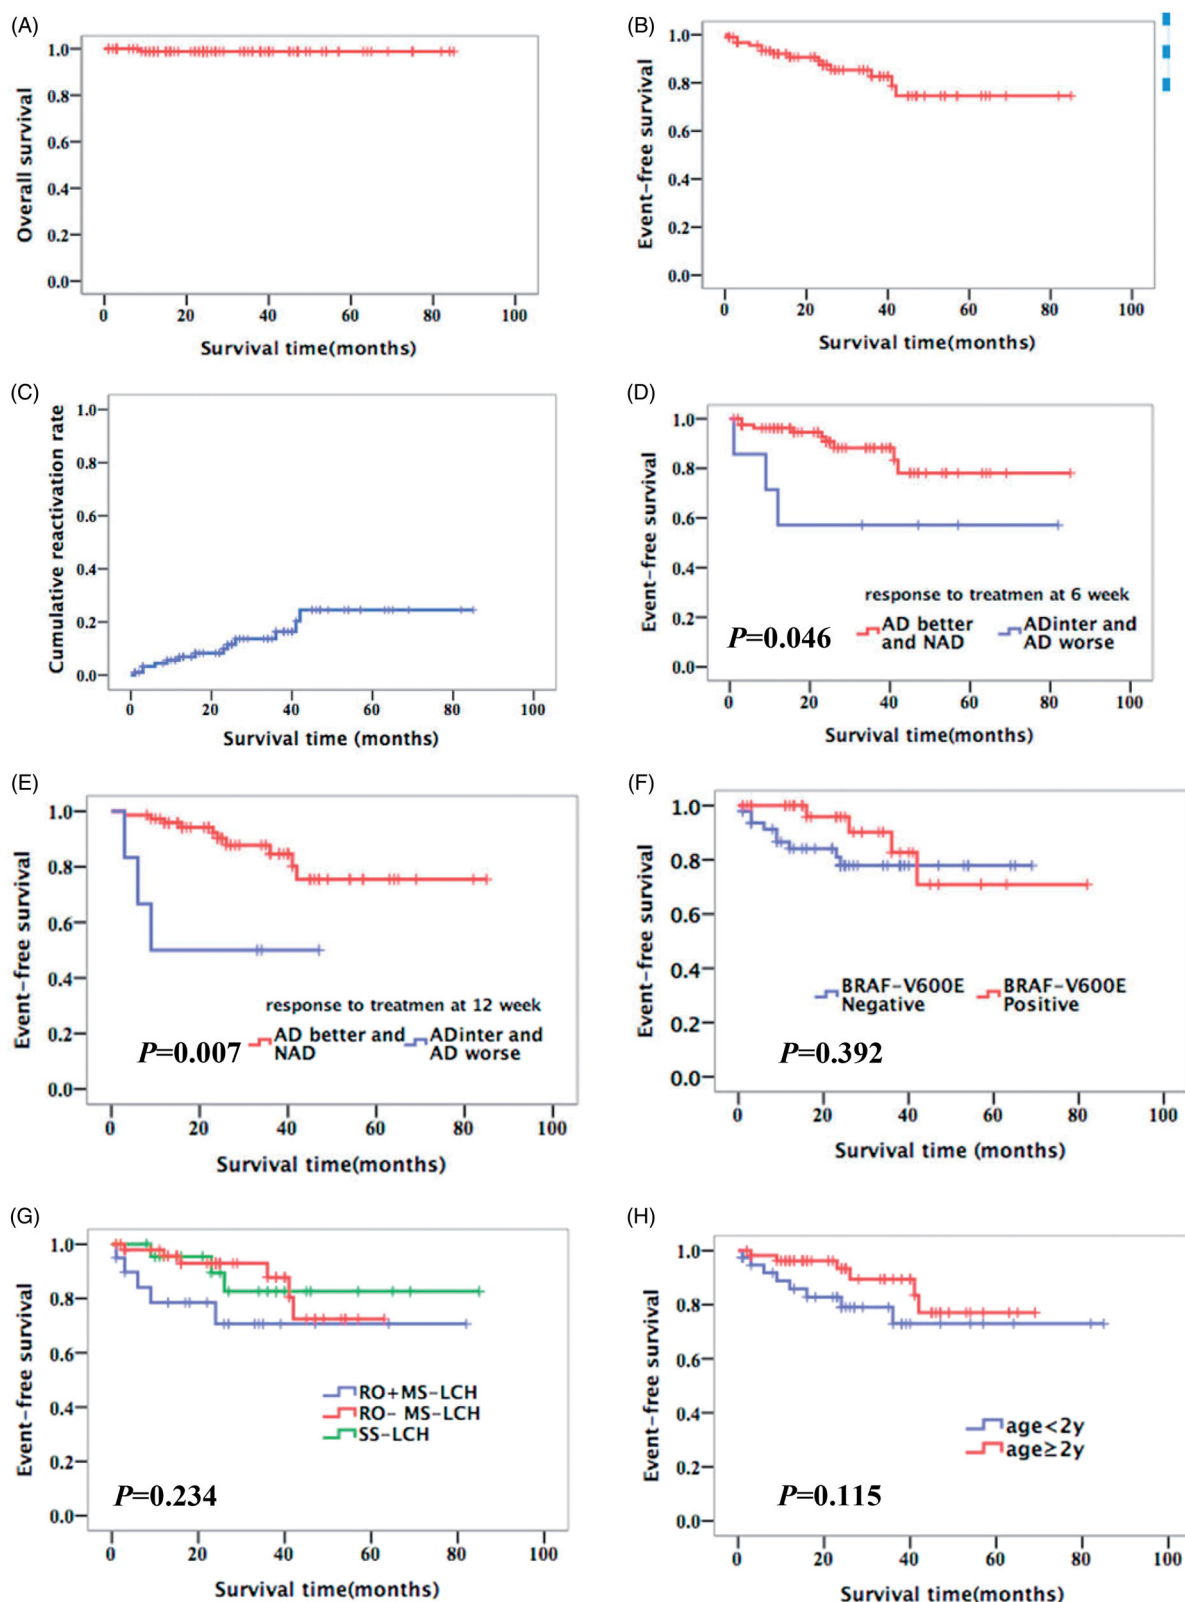 (A)
1.0
0.8
0.6
0.4
0.2
0.0
Overall survival
0 20 40 60 80 100
Survival time(months)
(B)
1.0
0.8
0.6
0.4
0.2
0.0
Event-free survival
0 20 40 60 80 100
Survival time(months)
(C)
1.0
0.8
0.6
0.4
0.2
0.0
Cumulative reactivation rate
0 20 40 60 80 100
Survival time (months)
(D)
1.0
0.8
0.6
0.4
0.2
0.0
Event-free survival
response to treatmen at 6 week
AD better and NAD
ADinter and AD worse
P=0.046
0 20 40 60 80 100
Survival time(months)
(E)
1.0
0.8
0.6
0.4
0.2
0.0
Event-free survival
response to treatmen at 12 week
AD better and NAD
ADinter and AD worse
P=0.007
0 20 40 60 80 100
Survival time(months)
(F)
1.0
0.8
0.6
0.4
0.2
0.0
Event-free survival
BRAF-V600E Negative
BRAF-V600E Positive
P=0.392
0 20 40 60 80 100
Survival time (months)
(G)
1.0
0.8
0.6
0.4
0.2
0.0
Event-free survival
RO+MS-LCH
RO- MS-LCH
SS-LCH
P=0.234
0 20 40 60 80 100
Survival time(months)
(H)
1.0
0.8
0.6
0.4
0.2
0.0
Event-free survival
age<2y
age≥2y
P=0.115
0 20 40 60 80 100
Survival time(months)